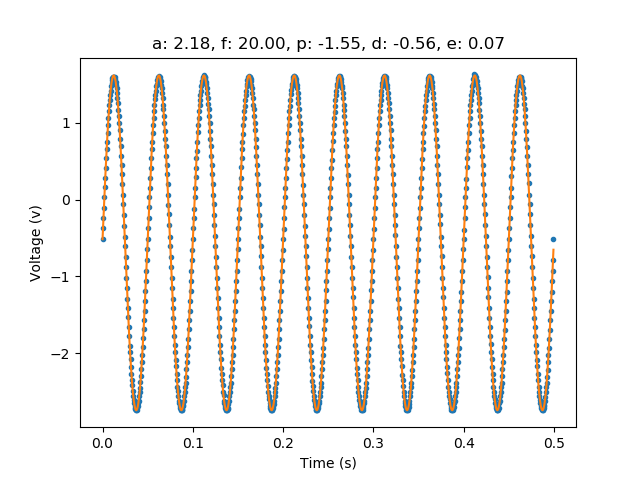 a: 2.18, f: 20.00, p: -1.55, d: -0.56, e: 0.07
1
0
−1
−2
Voltage (v)
0.0 0.1 0.2 0.3 0.4 0.5
Time (s)